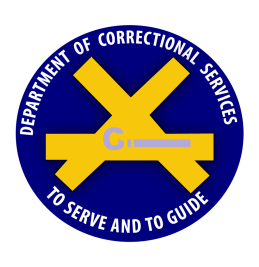 DEPARTMENT OF CORRECTIONAL SERVICES
TO SERVE AND TO GUIDE